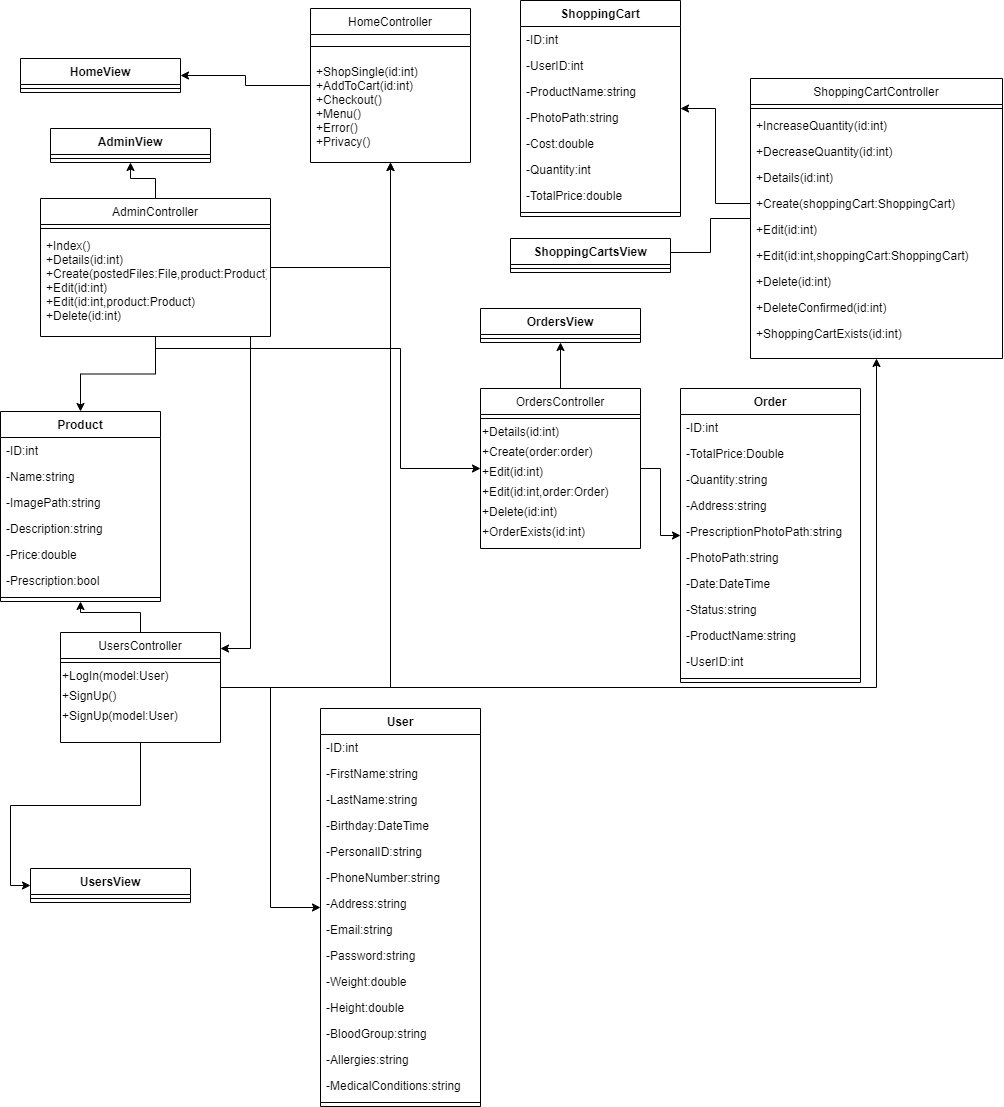 HomeController
+ShopSingle(id:int)
+AddToCart(id:int)
+Checkout()
+Menu()
+Error()
+Privacy()
HomeView
AdminView
AdminController
+Index()
+Details(id:int)
+Create(postedFiles:File,product:Product
+Edit(id:int)
+Edit(id:int,product:Product)
+Delete(id:int)
ShoppingCart
-ID:int
-UserID:int
-ProductName:string
-PhotoPath:string
-Cost:double
-Quantity:int
-TotalPrice:double
ShoppingCartController
+IncreaseQuantity(id:int)
+DecreaseQuantity(id:int)
+Details(id:int)
+Create(shoppingCart:ShoppingCart)
+Edit(id:int)
+Edit(id:int,shoppingCart:ShoppingCart)
+Delete(id:int)
+DeleteConfirmed(id:int)
+ShoppingCartExists(id:int)
ShoppingCartsView
OrdersView
OrdersController
+Details(id:int)
+Create(order:order)
+Edit(id:int)
+Edit(id:int,order:Order)
+Delete(id:int)
+OrderExists(id:int)
Order
-ID:int
-TotalPrice:Double
-Quantity:string
-Address:string
-PrescriptionPhotoPath:string
-PhotoPath:string
-Date:DateTime
-Status:string
-ProductName:string
-UserID:int
Product
-ID:int
-Name:string
-ImagePath:string
-Description:string
-Price:double
-Prescription:bool
UsersController
+LogIn(model:User)
+SignUp()
+SignUp(model:User)
User
-ID:int
-FirstName:string
-LastName:string
-Birthday:DateTime
-PersonalID:string
-PhoneNumber:string
-Address:string
-Email:string
-Password:string
-Weight:double
-Height:double
-BloodGroup:string
-Allergies:string
-MedicalConditions:string
UsersView